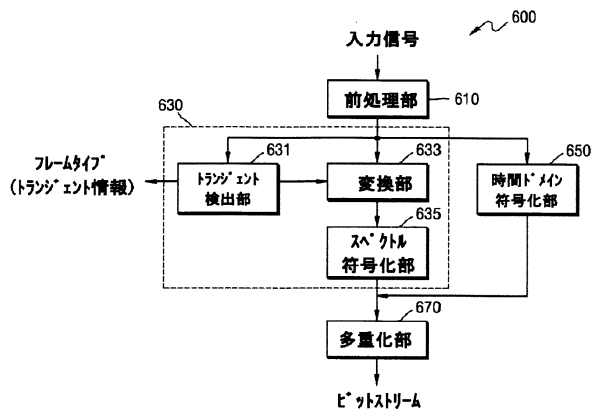 600
入力信号
前処理部
610
630
631
633
650
フレームタイプ
(トランジェント情報)
トランジェント
検出部
変換部
時間ドメイン
符号化部
635
スペクトル
符号化部
670
多重化部
ビットストリーム